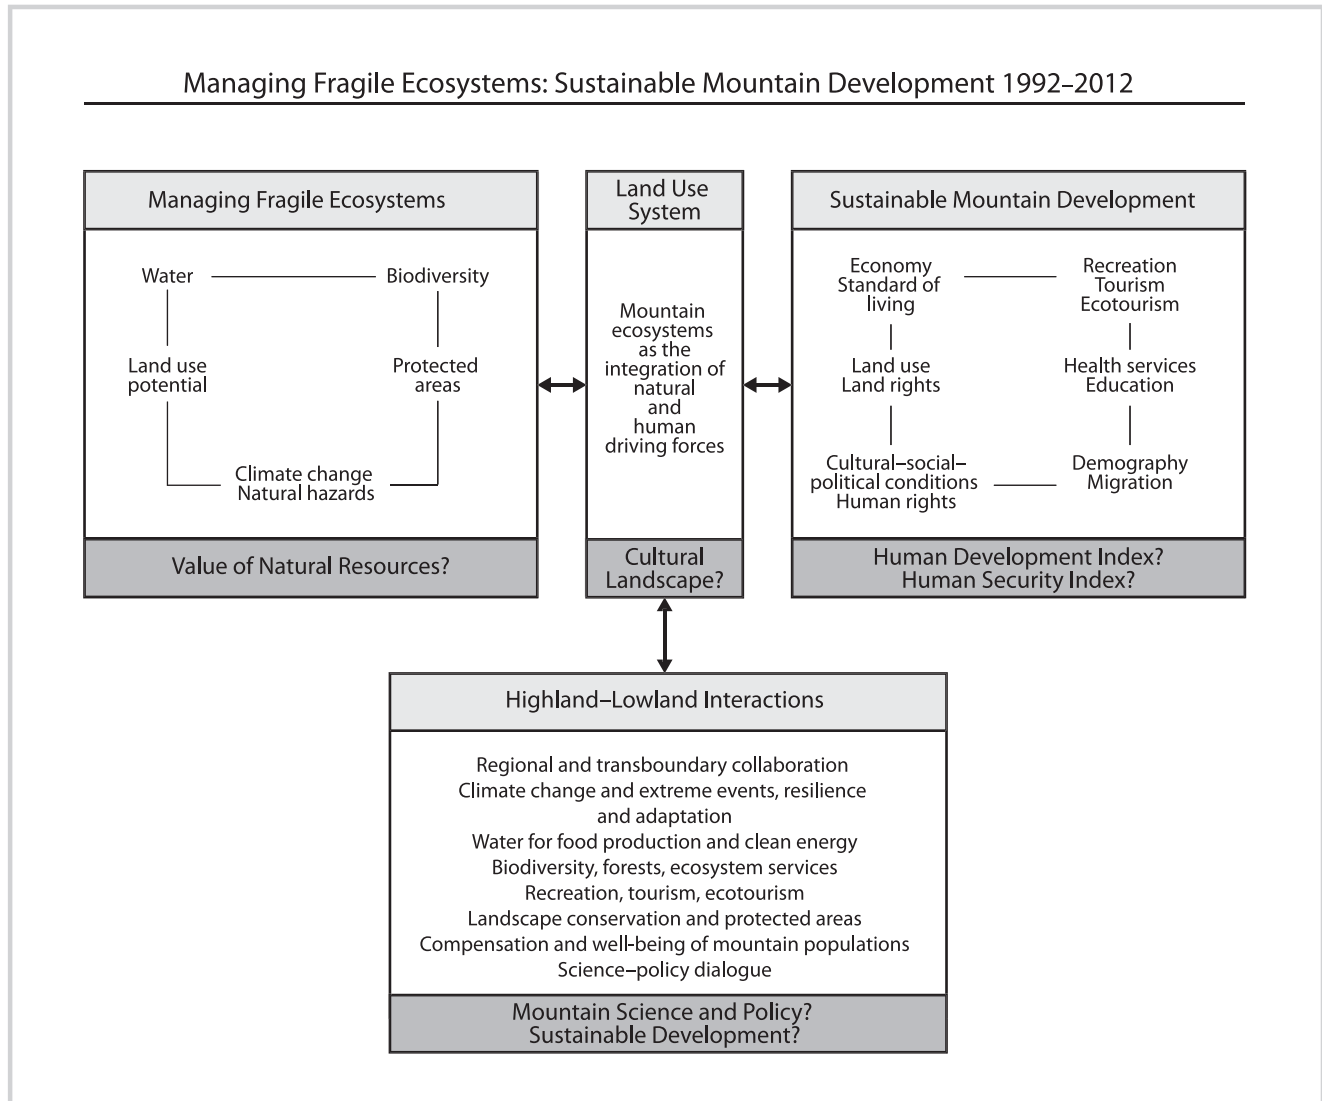 Managing Fragile Ecosystems: Sustainable Mountain Development 1992–2012
Managing Fragile Ecosystems
Water
Biodiversity
Land use
potential
Protected
areas
Climate change
Natural hazards
Value of Natural Resources?
Land Use
System
Mountain
ecosystems
as the
integration of
natural
and
human
driving forces
Cultural
Landscape?
Sustainable Mountain Development
Economy
Standard of
living
Recreation
Tourism
Ecotourism
Land use
Land rights
Health services
Education
Cultural–social–
political conditions
Human rights
Demography
Migration
Human Development Index?
Human Security Index?
Highland–Lowland Interactions
Regional and transboundary collaboration
Climate change and extreme events, resilience
and adaptation
Water for food production and clean energy
Biodiversity, forests, ecosystem services
Recreation, tourism, ecotourism
Landscape conservation and protected areas
Compensation and well-being of mountain populations
Science–policy dialogue
Mountain Science and Policy?
Sustainable Development?